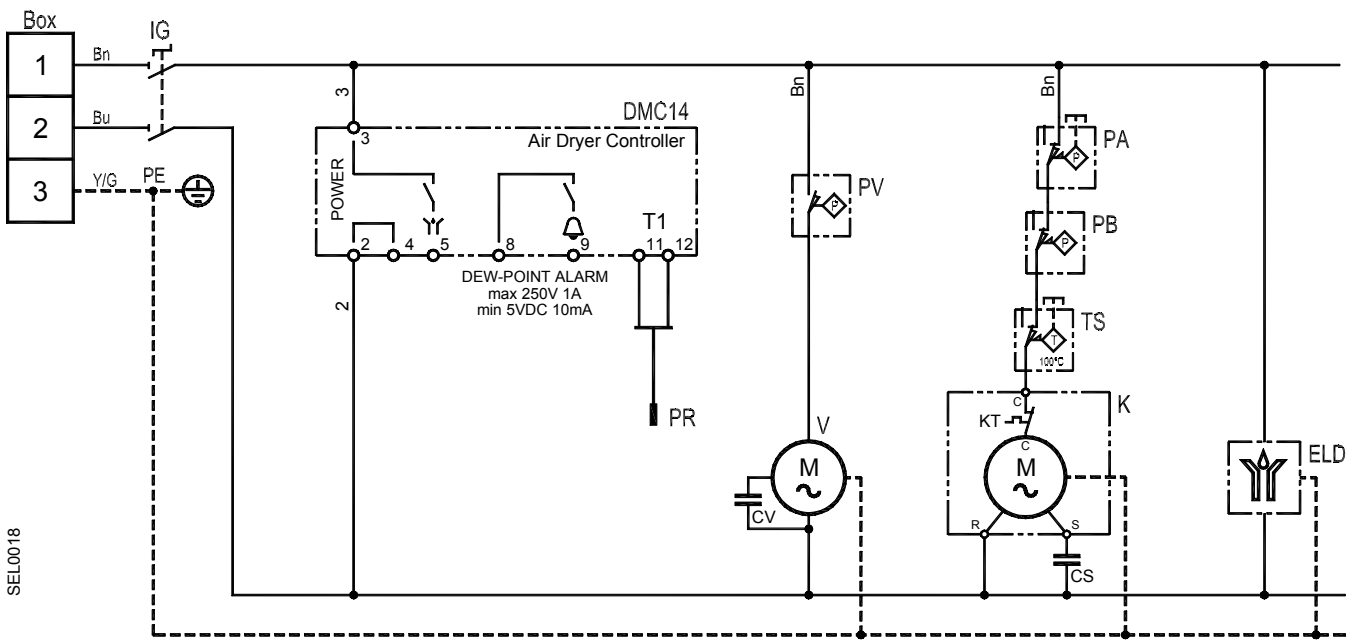 Box
IG
1
Bn
2
Bu
3
Y/G
PE
3
DMC14
3
Air Dryer Controller
POWER
T1
2
4
5
8
9
11
12
DEW-POINT ALARM
max 250V 1A
min 5VDC 10mA
2
PR
Bn
P
PV
V
M
CV
Bn
P
PA
P
PB
T
100°C
TS
C
K
KT
C
M
R
S
CS
ELD
SEL0018